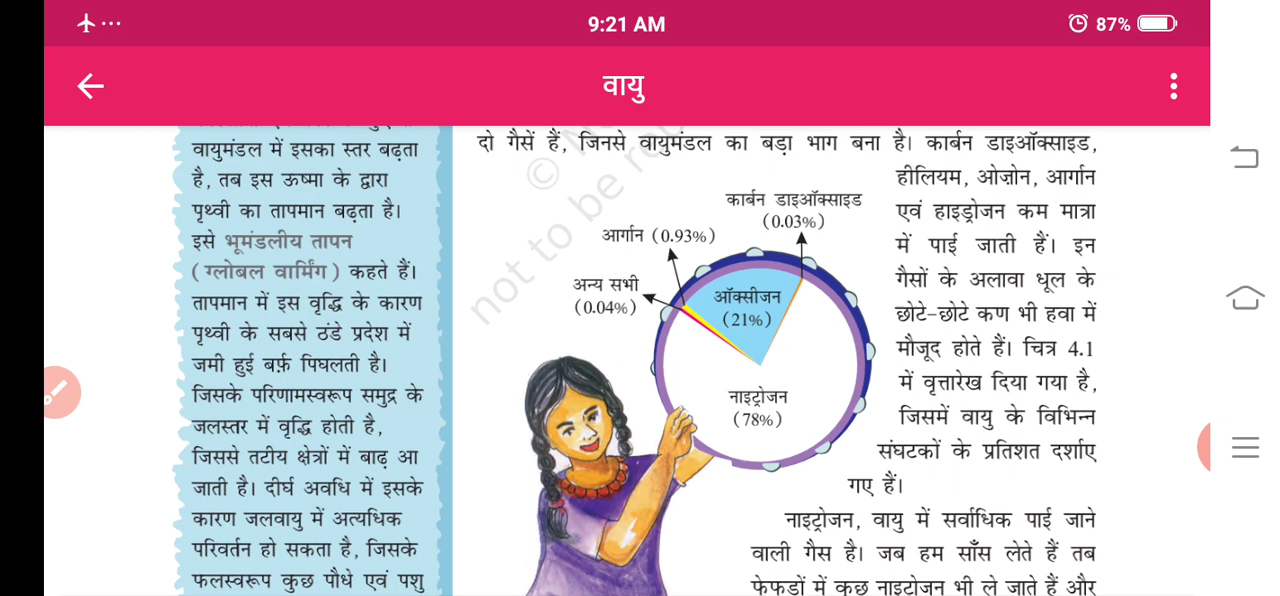 9:21 AM
87%
वायु
वायुमंडल में इसका स्तर बढ़ता
है, तब इस ऊष्मा के द्वारा
पृथ्वी का तापमान बढ़ता है।
इसे भूमंडलीय तापन
(ग्लोबल वार्मिंग) कहते हैं।
तापमान में इस वृद्धि के कारण
पृथ्वी के सबसे ठंडे प्रदेश में
जमी हुई बर्फ़ पिघलती है।
जिसके परिणामस्वरूप समुद्र के
जलस्तर में वृद्धि होती है,
जिससे तटीय क्षेत्रों में बाढ़ आ
जाती है। दीर्घ अवधि में इसके
कारण जलवायु में अत्यधिक
परिवर्तन हो सकता है, जिसके
फलस्वरूप कुछ पौधे एवं पशु
दो गैसें हैं, जिनसे वायुमंडल का बड़ा भाग बना है। कार्बन डाइऑक्साइड,
हीलियम, ओज़ोन, आर्गान
एवं हाइड्रोजन कम मात्रा
में पाई जाती हैं। इन
गैसों के अलावा धूल के
छोटे-छोटे कण भी हवा में
मौजूद होते हैं। चित्र 4.1
में वृत्तारेख दिया गया है,
जिसमें वायु के विभिन्न
संघटकों के प्रतिशत दर्शाए
गए हैं।
कार्बन डाइऑक्साइड
(0.03%)
आर्गान (0.93%)
अन्य सभी
(0.04%)
ऑक्सीजन
(21%)
नाइट्रोजन
(78%)
नाइट्रोजन, वायु में सर्वाधिक पाई जाने
वाली गैस है। जब हम साँस लेते हैं तब
फेफड़ों में कुछ नाइट्रोजन भी ले जाते हैं और
©
not to be